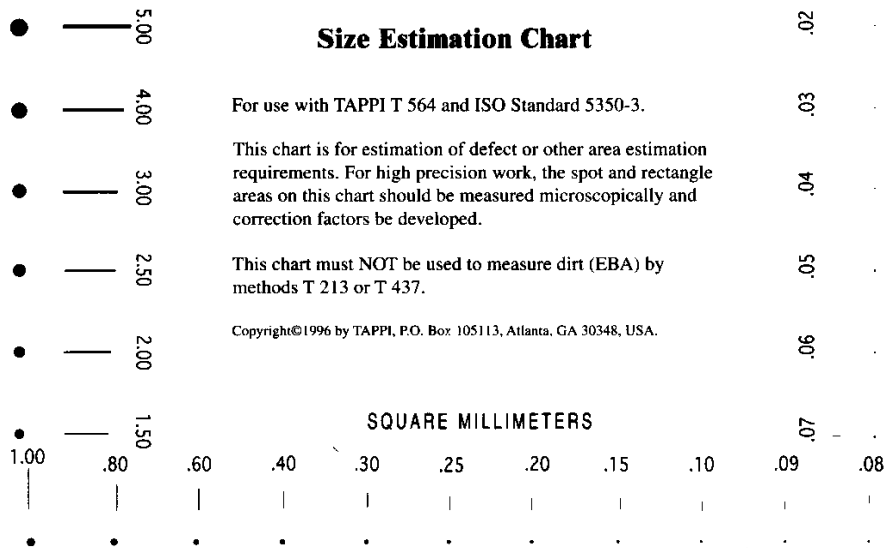 Size Estimation Chart
For use with TAPPI T 564 and ISO Standard 5350-3.
This chart is for estimation of defect or other area estimation
requirements. For high precision work, the spot and rectangle
areas on this chart should be measured microscopically and
correction factors be developed.
This chart must NOT be used to measure dirt (EBA) by
methods T 213 or T 437.
Copyright©1996 by TAPPI, P.O. Box 105113, Atlanta, GA 30348, USA.
SQUARE MILLIMETERS
5.00
4.00
3.00
2.50
2.00
1.50
1.00 .80 .60 .40 .30 .25 .20 .15 .10 .09 .08
.07
.06
.05
.04
.03
.02